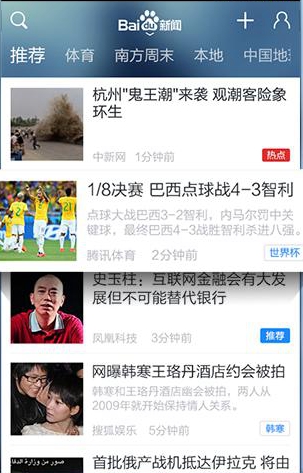 Bai du 新闻
推荐 体育 南方周末 本地 中国地
杭州"鬼王潮"来袭 观潮客险象
环生
中新网 1分钟前 热点
1/8决赛 巴西点球战4-3智利
点球大战巴西3-2智利，内马尔罚中关
键球，最终巴西4-3战胜智利杀进八强。
腾讯体育 2分钟前 世界杯
史玉柱：互联网金融会有大发
展但不可能替代银行
凤凰科技 3分钟前 推荐
网曝韩寒王珞丹酒店约会被拍
韩寒和王珞丹酒店幽会被拍，两人从
2009年就开始保持情人关系。
搜狐娱乐 5分钟前 韩寒
صور من وزارة الدفا
首批俄产战机抵达伊拉克 将由